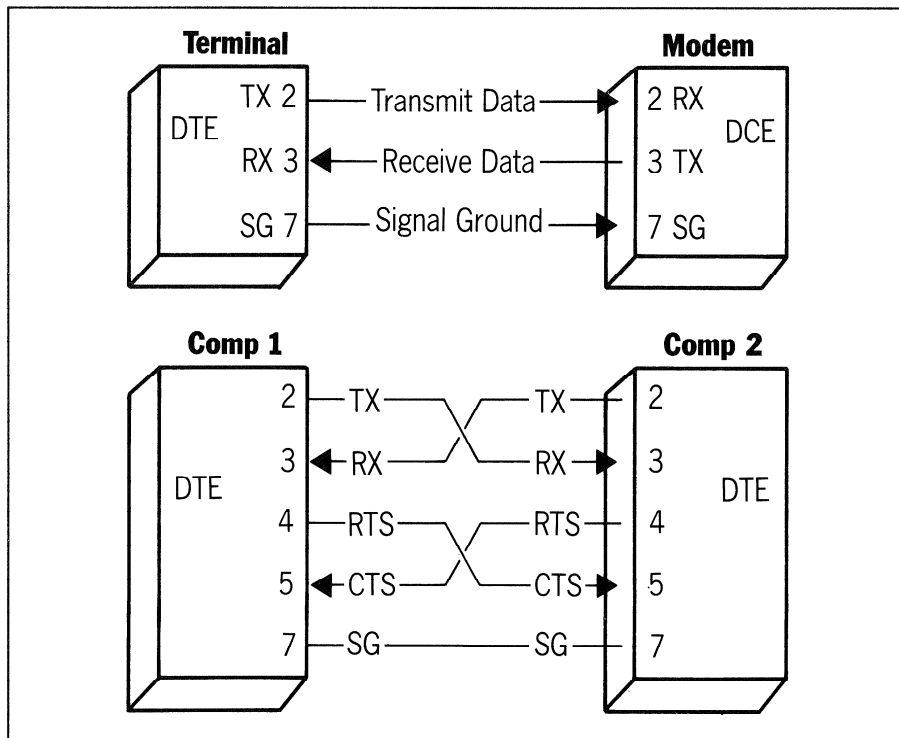 Terminal Modem
TX 2 Transmit Data 2 RX
DTE DCE
RX 3 Receive Data 3 TX
SG 7 Signal Ground 7 SG
Comp 1 Comp 2
2 TX TX 2
3 RX RX 3
DTE DTE
4 RTS RTS 4
5 CTS CTS 5
7 SG SG 7